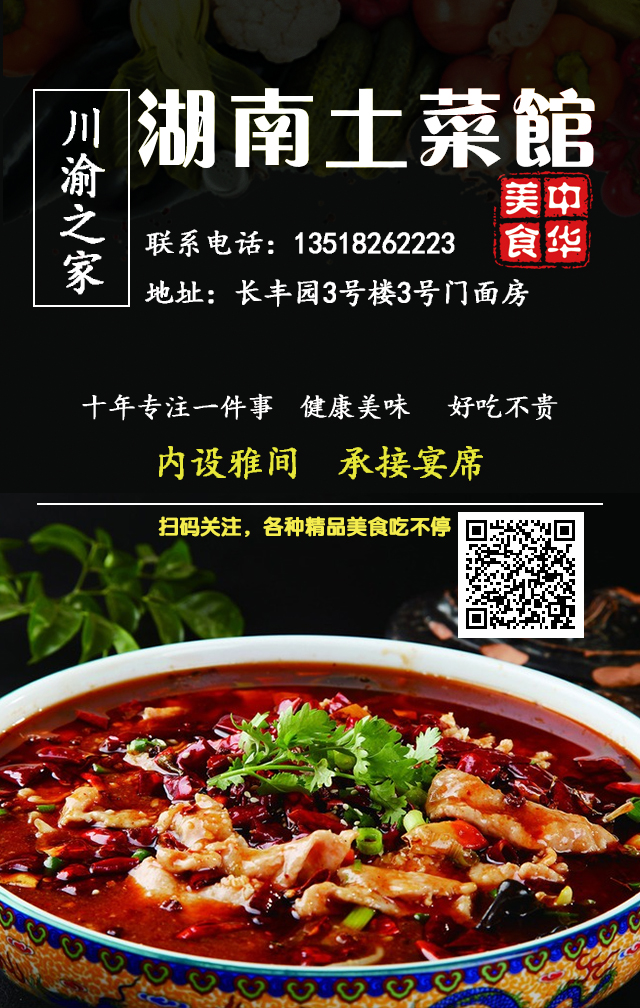 川渝之家
湖南土菜館
中华美食
联系电话：13518262223
地址：长丰园3号楼3号门面房
十年专注一件事 健康美味 好吃不贵
内设雅间 承接宴席
扫码关注，各种精品美食吃不停